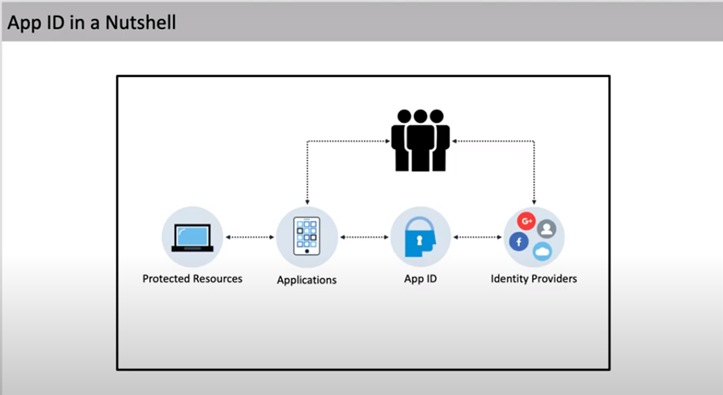 App ID in a Nutshell
G+
f
Protected Resources
Applications
App ID
Identity Providers